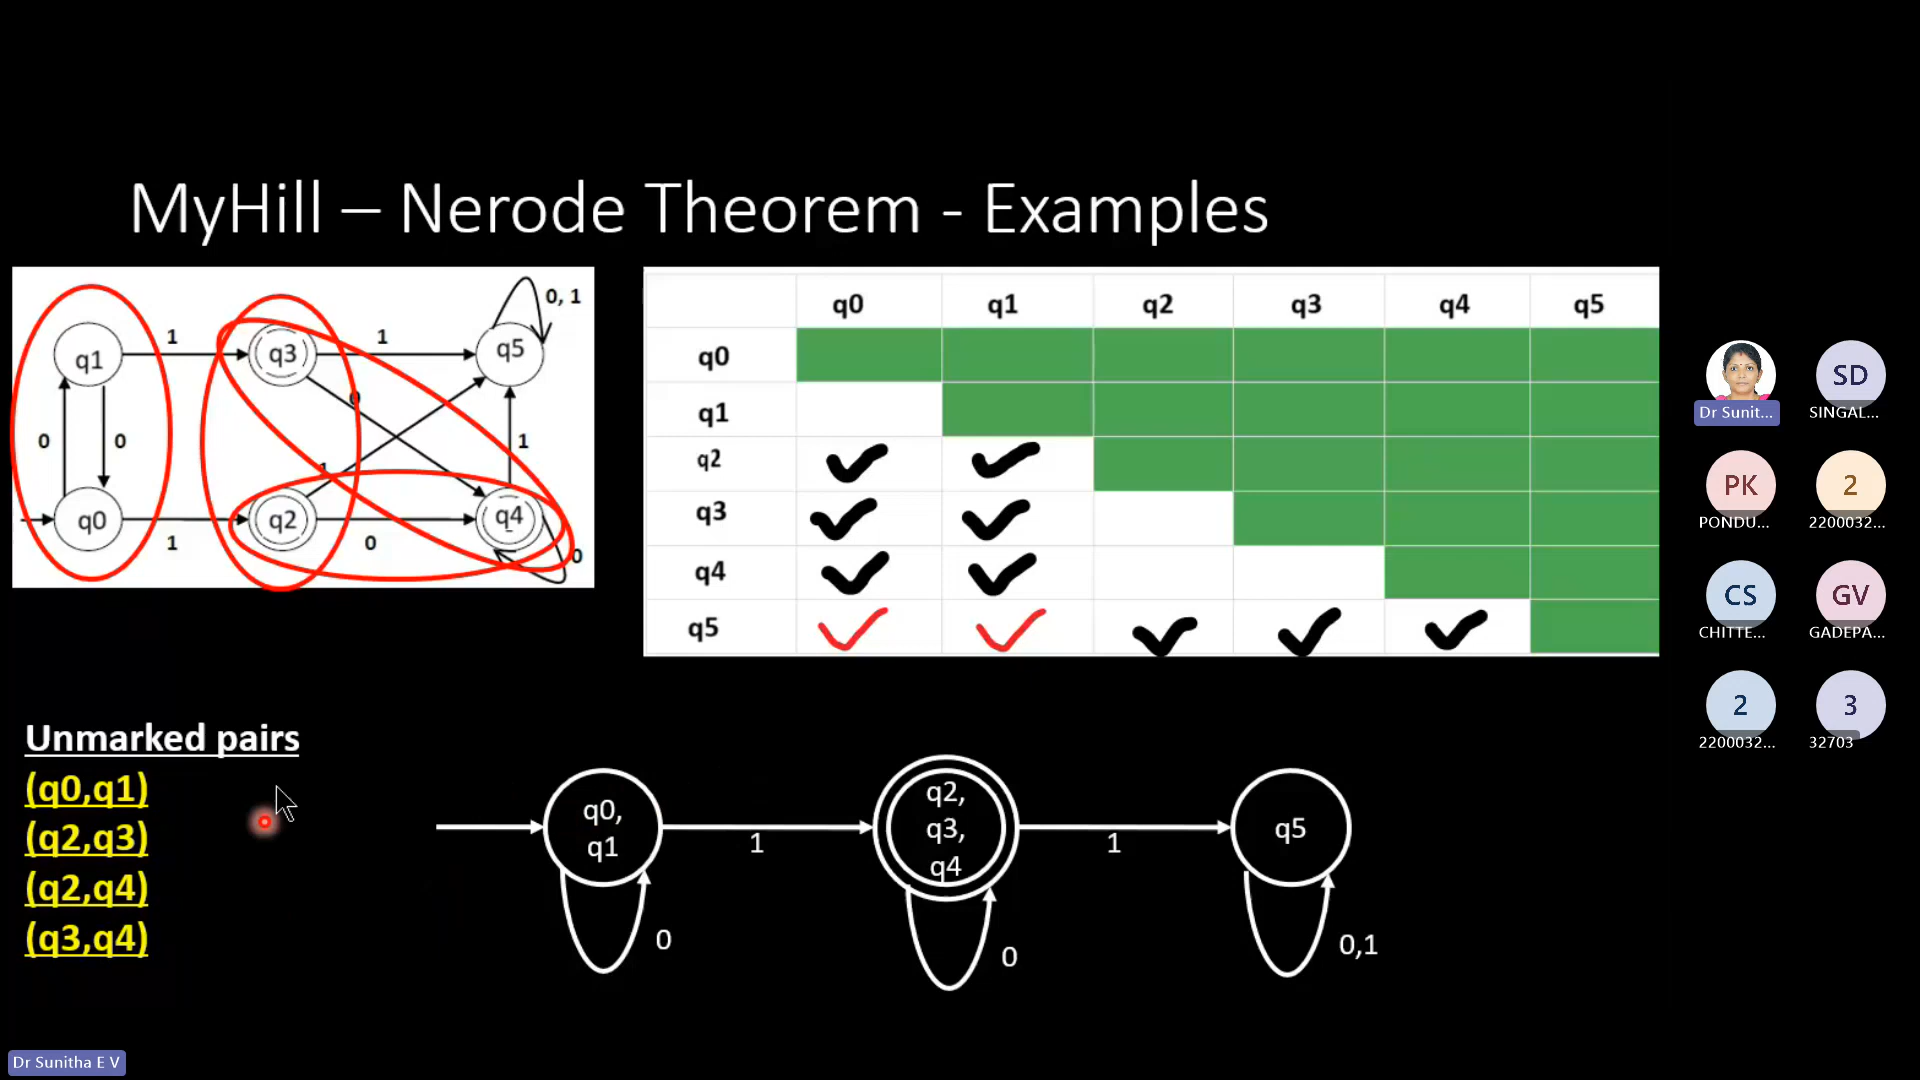 MyHill – Nerode Theorem - Examples
0, 1
1
1
q1
q3
q5
0
0
0
1
1
q0
q2
q4
1
0
0
q0 q1 q2 q3 q4 q5
q0
q1
q2
q3
q4
q5
Unmarked pairs
(q0,q1)
(q2,q3)
(q2,q4)
(q3,q4)
q0,
q1
1
q2,
q3,
q4
1
q5
0
0
0,1
Dr Sunit...
SD
SINGAL...
PK
PONDU...
2
2200032...
CS
CHITTE...
GV
GADEPA...
2
2200032...
3
32703
Dr Sunitha E V